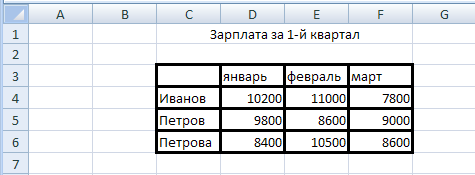 A B C D E F G
1 Зарплата за 1-й квартал
2
3 январь февраль март
4 Иванов 10200 11000 7800
5 Петров 9800 8600 9000
6 Петрова 8400 10500 8600
7